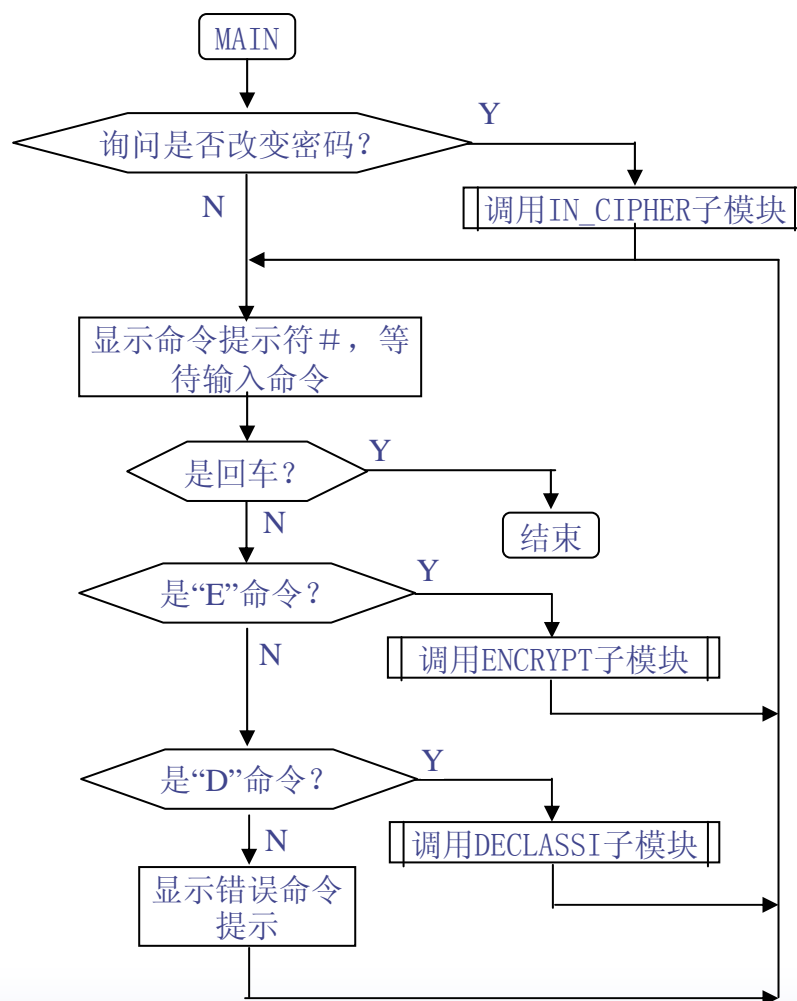 MAIN
询问是否改变密码？
Y
N
调用IN_CIPHER子模块
显示命令提示符＃，等
待输入命令
是回车？
Y
N
结束
是“E”命令？
Y
N
调用ENCRYPT子模块
是“D”命令？
Y
N
调用DECLASSI子模块
显示错误命令
提示